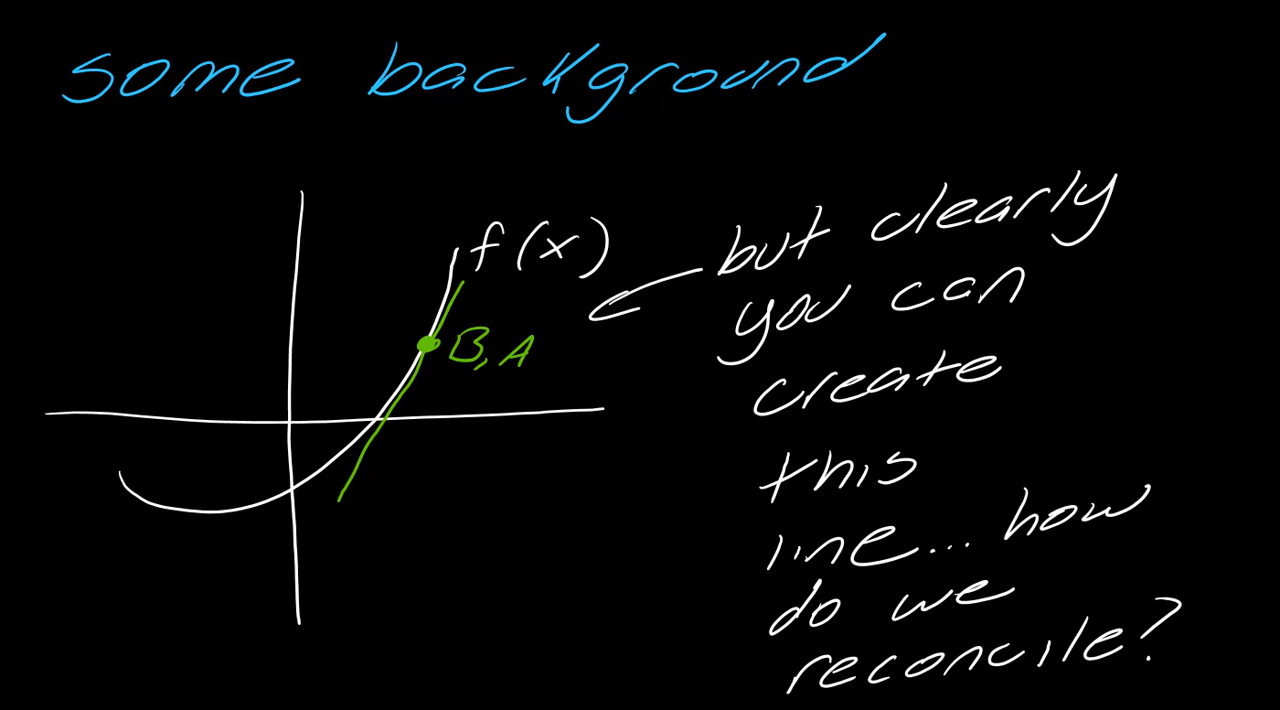 some background
f(x)
B, A
but clearly
you can
create
this
line... how
do we
reconcile?